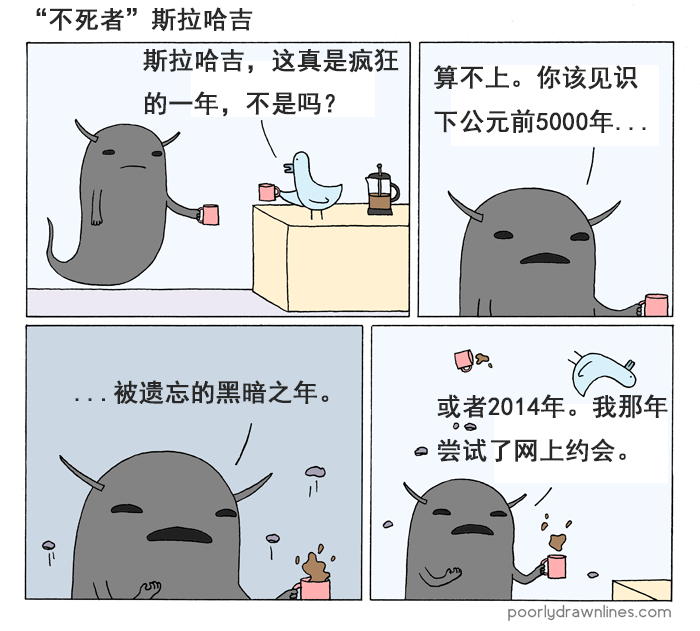 “不死者”斯拉哈吉
斯拉哈吉，这真是疯狂
的一年，不是吗？
算不上。你该见识
下公元前5000年...
...被遗忘的黑暗之年。
或者2014年。我那年
尝试了网上约会。
poorlydrawnlines.com